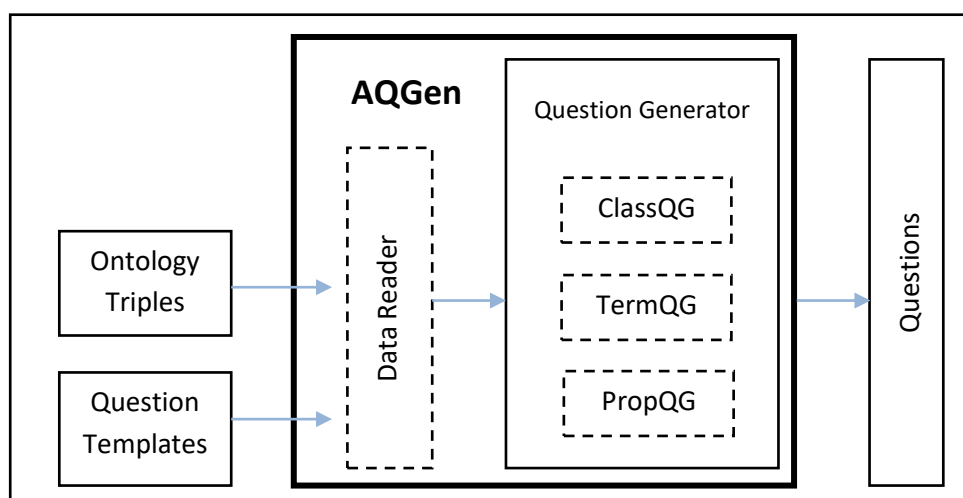 AQGen
Question Generator
ClassQG
TermQG
PropQG
Data Reader
Ontology
Triples
Question
Templates
Questions